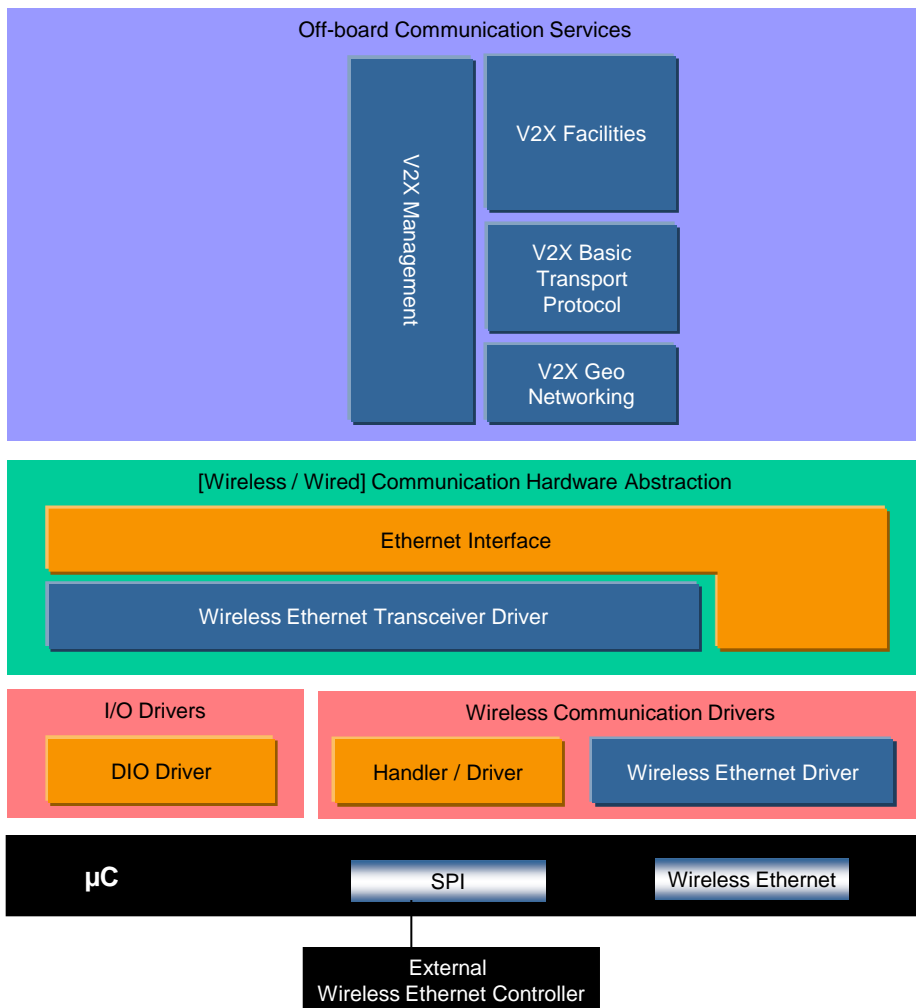 Off-board Communication Services
V2X Management
V2X Facilities
V2X Basic
Transport
Protocol
V2X Geo
Networking
[Wireless / Wired] Communication Hardware Abstraction
Ethernet Interface
Wireless Ethernet Transceiver Driver
I/O Drivers
DIO Driver
Wireless Communication Drivers
Handler / Driver
Wireless Ethernet Driver
µC
SPI
Wireless Ethernet
External
Wireless Ethernet Controller